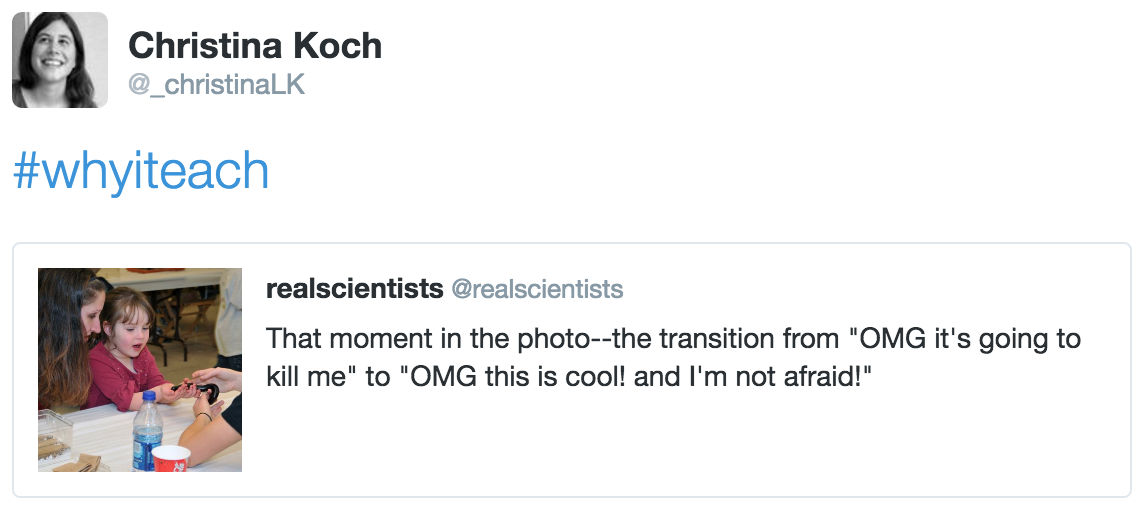 Christina Koch
@_christinaLK
#whyiteach
realscientists @realscientists
That moment in the photo--the transition from "OMG it's going to
kill me" to "OMG this is cool! and I'm not afraid!"